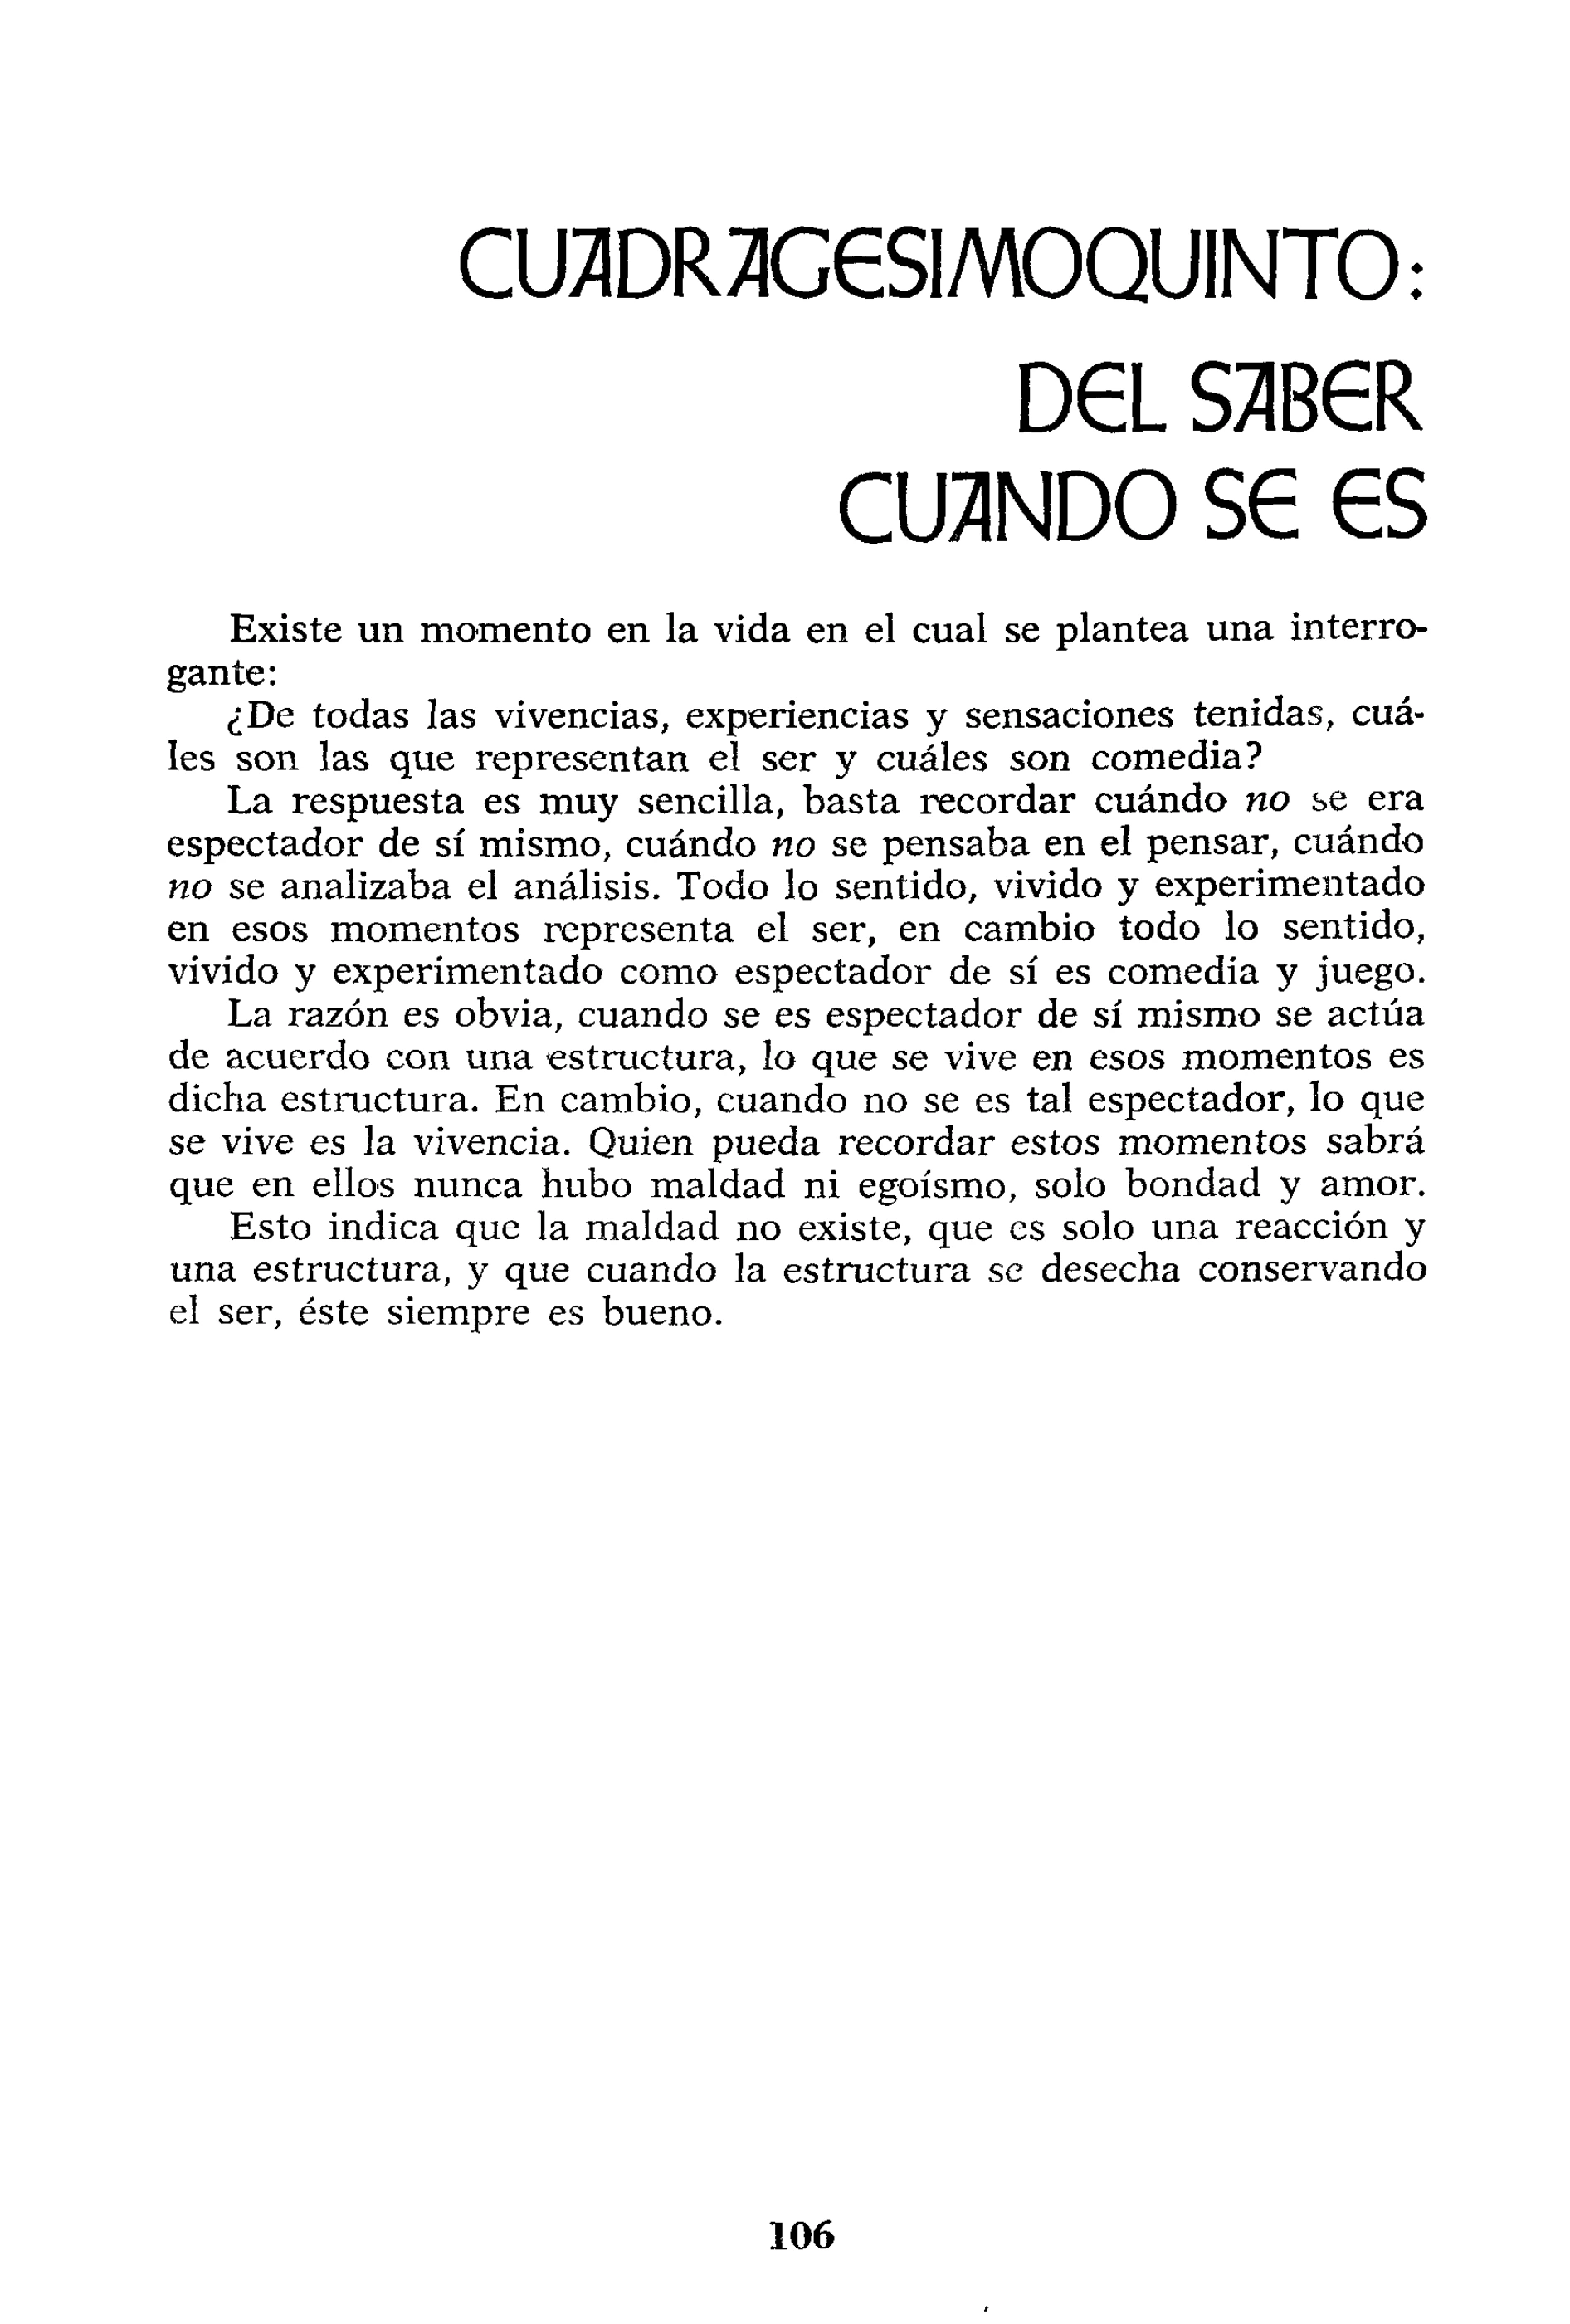 CUADRAGESIMOQUINTO:
DEL SABER
CUANDO SE ES
Existe un momento en la vida en el cual se plantea una interro-
gante:
¿De todas las vivencias, experiencias y sensaciones tenidas, cuá-
les son las que representan el ser y cuáles son comedia?
La respuesta es muy sencilla, basta recordar cuándo no se era
espectador de sí mismo, cuándo no se pensaba en el pensar, cuándo
no se analizaba el análisis. Todo lo sentido, vivido y experimentado
en esos momentos representa el ser, en cambio todo lo sentido,
vivido y experimentado como espectador de sí es comedia y juego.
La razón es obvia, cuando se es espectador de sí mismo se actúa
de acuerdo con una estructura, lo que se vive en esos momentos es
dicha estructura. En cambio, cuando no se es tal espectador, lo que
se vive es la vivencia. Quien pueda recordar estos momentos sabrá
que en ellos nunca hubo maldad ni egoísmo, solo bondad y amor.
Esto indica que la maldad no existe, que es solo una reacción y
una estructura, y que cuando la estructura se desecha conservando
el ser, éste siempre es bueno.
106